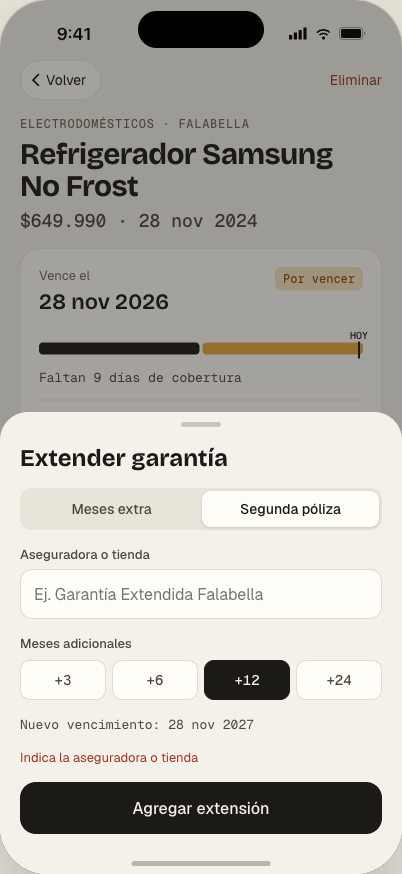 9:41
Volver
Eliminar
ELECTRODOMÉSTICOS · FALABELLA
Refrigerador Samsung
No Frost
$649.990 · 28 nov 2024
Vence el
Por vencer
28 nov 2026
HOY
Faltan 9 días de cobertura
Extender garantía
Meses extra
Segunda póliza
Aseguradora o tienda
Ej. Garantía Extendida Falabella
Meses adicionales
+3
+6
+12
+24
Nuevo vencimiento: 28 nov 2027
Indica la aseguradora o tienda
Agregar extensión